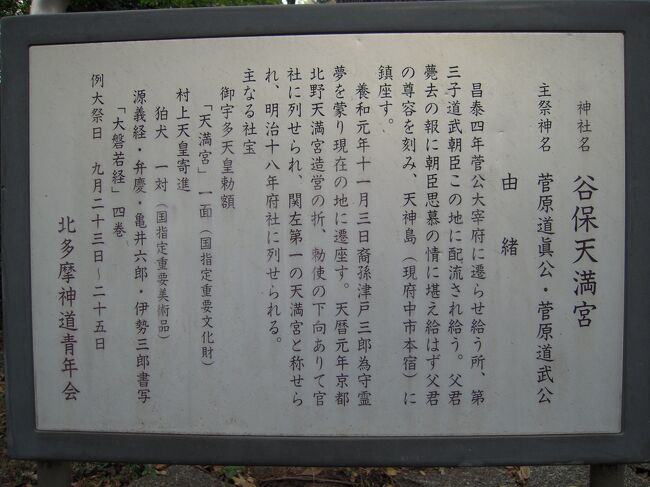 神社名　谷保天満宮
主祭神名　菅原道眞公・菅原道武公
由緒
昌泰四年菅公大宰府に遷らせ給う所、第
三子道武朝臣この地に配流され給う。父君
薨去の報に朝臣思慕の情に堪え給はず父君
の尊容を刻み、天神島（現府中市本宿）に
鎮座す。
養和元年十一月三日裔孫津戸三郎為守霊
夢を蒙り現在の地に遷座す。天暦元年京都
北野天満宮造営の折、勅使の下向ありて官
社に列せられ、関左第一の天満宮と称せら
れ、明治十八年府社に列せられる。
主なる社宝
御宇多天皇勅額
「天満宮」一面（国指定重要文化財）
村上天皇寄進
狛犬　一対（国指定重要美術品）
源義経・弁慶・亀井六郎・伊勢三郎書写
「大磐若経」四巻
例大祭日　九月二十三日～二十五日
北多摩神道青年会